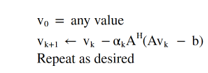 v₀ = any value
vₖ₊₁ ← vₖ − αₖAᴴ(Avₖ − b)
Repeat as desired